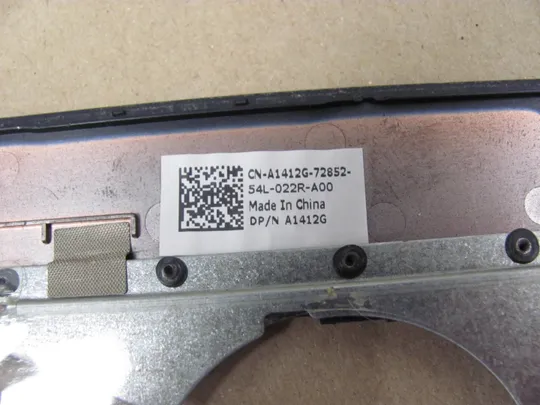 CN-A1412G-72852-
54L-022R-A00
Made In China
DP/N A1412G